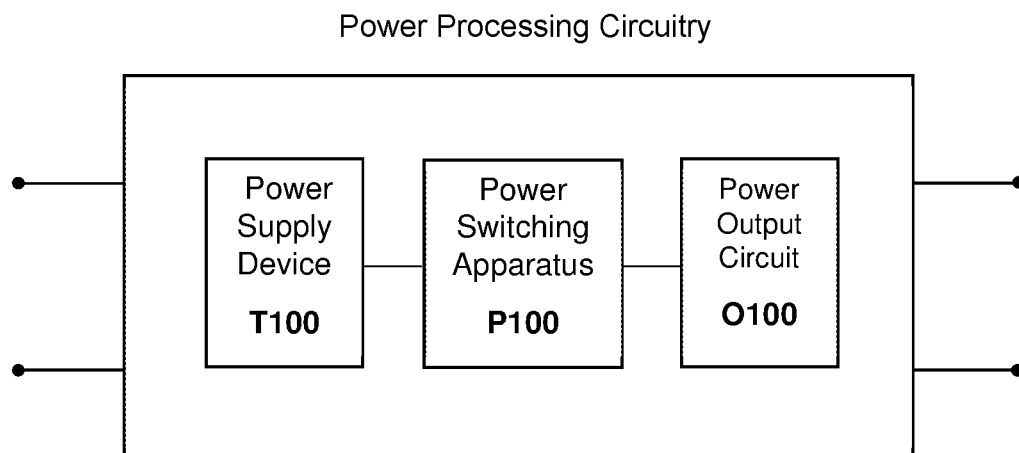 Power Processing Circuitry
Power
Supply
Device
T100
Power
Switching
Apparatus
P100
Power
Output
Circuit
O100